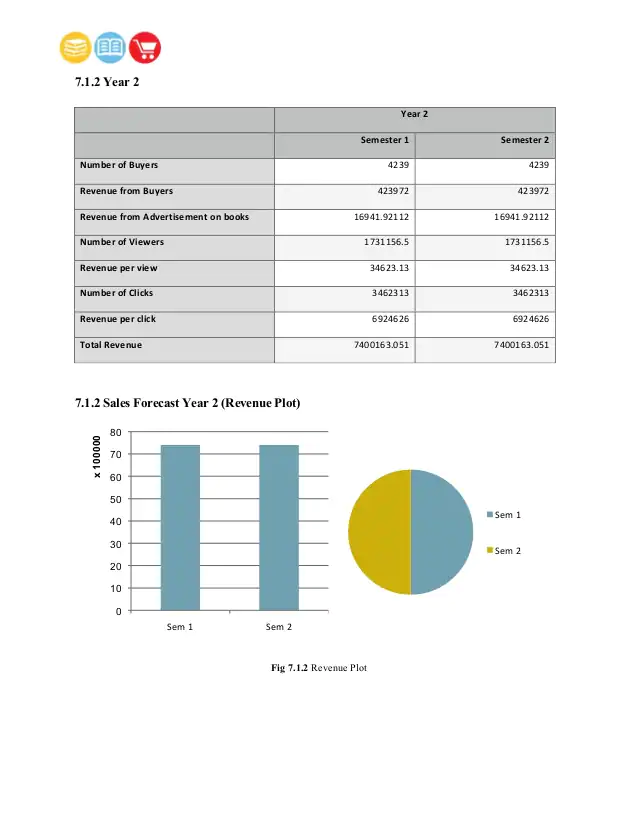 7.1.2 Year 2
Year 2
Semester 1 Semester 2
Number of Buyers 4239 4239
Revenue from Buyers 423972 423972
Revenue from Advertisement on books 16941.92112 16941.92112
Number of Viewers 1731156.5 1731156.5
Revenue per view 34623.13 34623.13
Number of Clicks 3462313 3462313
Revenue per click 6924626 6924626
Total Revenue 7400163.051 7400163.051
7.1.2 Sales Forecast Year 2 (Revenue Plot)
x 100000
80
70
60
50
40
30
20
10
0
Sem 1 Sem 2
Sem 1
Sem 2
Fig 7.1.2 Revenue Plot